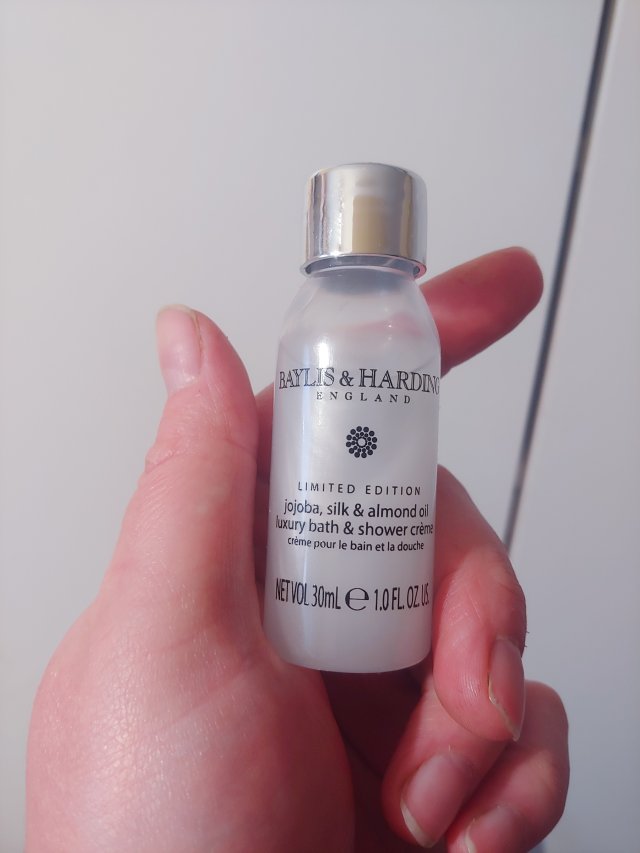 BAYLIS & HARDING
ENGLAND
LIMITED EDITION
jojoba, silk & almond oil
luxury bath & shower crème
crème pour le bain et la douche
NET VOL 30mL ℮ 1.0 FL. OZ. US.